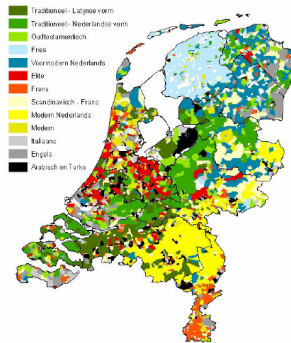 Traditioneel - Latijnse vorm
Traditioneel - Nederlandse vorm
Oudtestamentisch
Fries
Voormodern Nederlands
Elite
Frans
Scandinavisch - Frans
Modern Nederlands
Modern
Italiaans
Engels
Arabisch en Turks